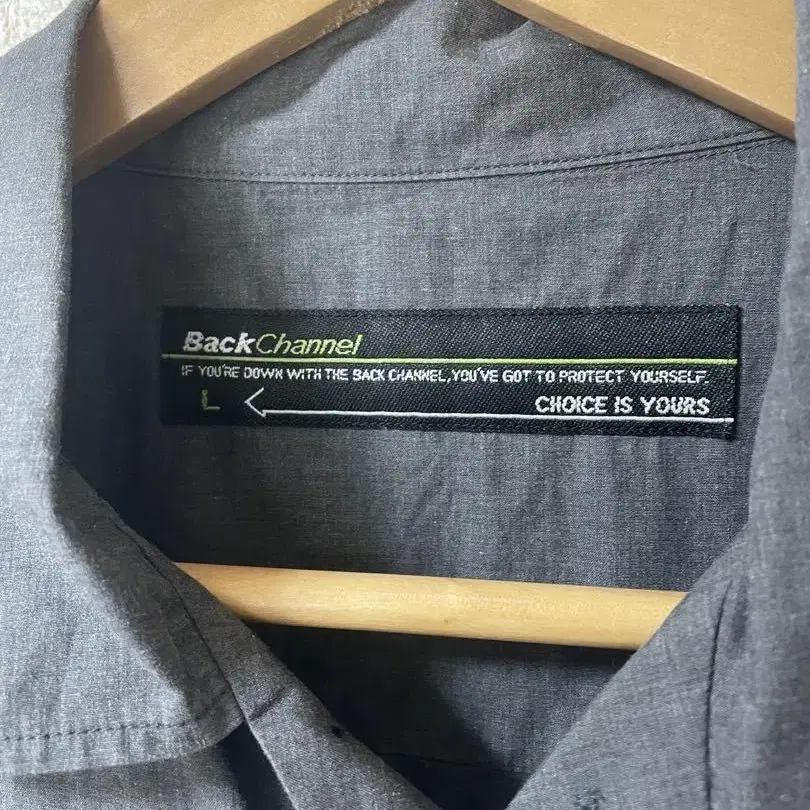 BackChannel
IF YOU'RE DOWN WITH THE BACK CHANNEL, YOU'VE GOT TO PROTECT YOURSELF.
L CHOICE IS YOURS